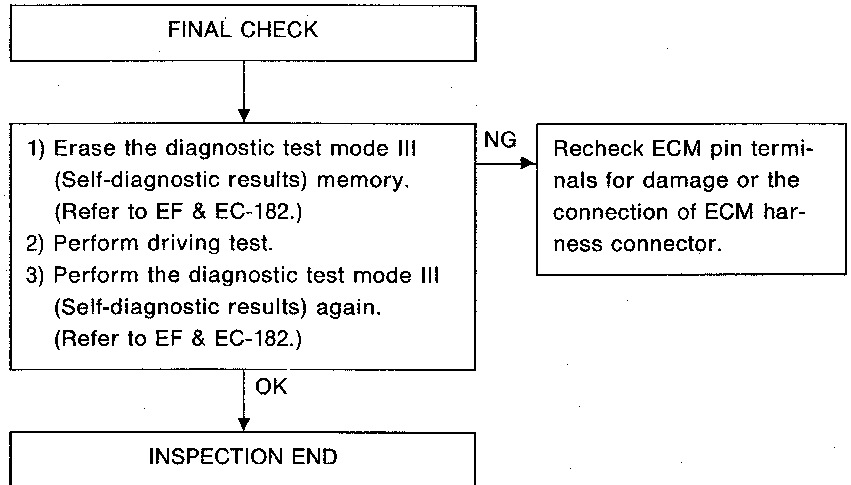 FINAL CHECK
1) Erase the diagnostic test mode III
(Self-diagnostic results) memory.
(Refer to EF & EC-182.)
2) Perform driving test.
3) Perform the diagnostic test mode III
(Self-diagnostic results) again.
(Refer to EF & EC-182.)
NG
Recheck ECM pin termi-
nals for damage or the
connection of ECM har-
ness connector.
OK
INSPECTION END